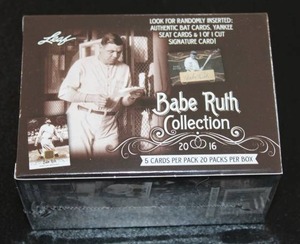 Leaf
LOOK FOR RANDOMLY INSERTED:
AUTHENTIC BAT CARDS, YANKEE
SEAT CARDS & 1 OF 1 CUT
SIGNATURE CARD!
Babe Ruth
Collection
2016
5 CARDS PER PACK 20 PACKS PER BOX